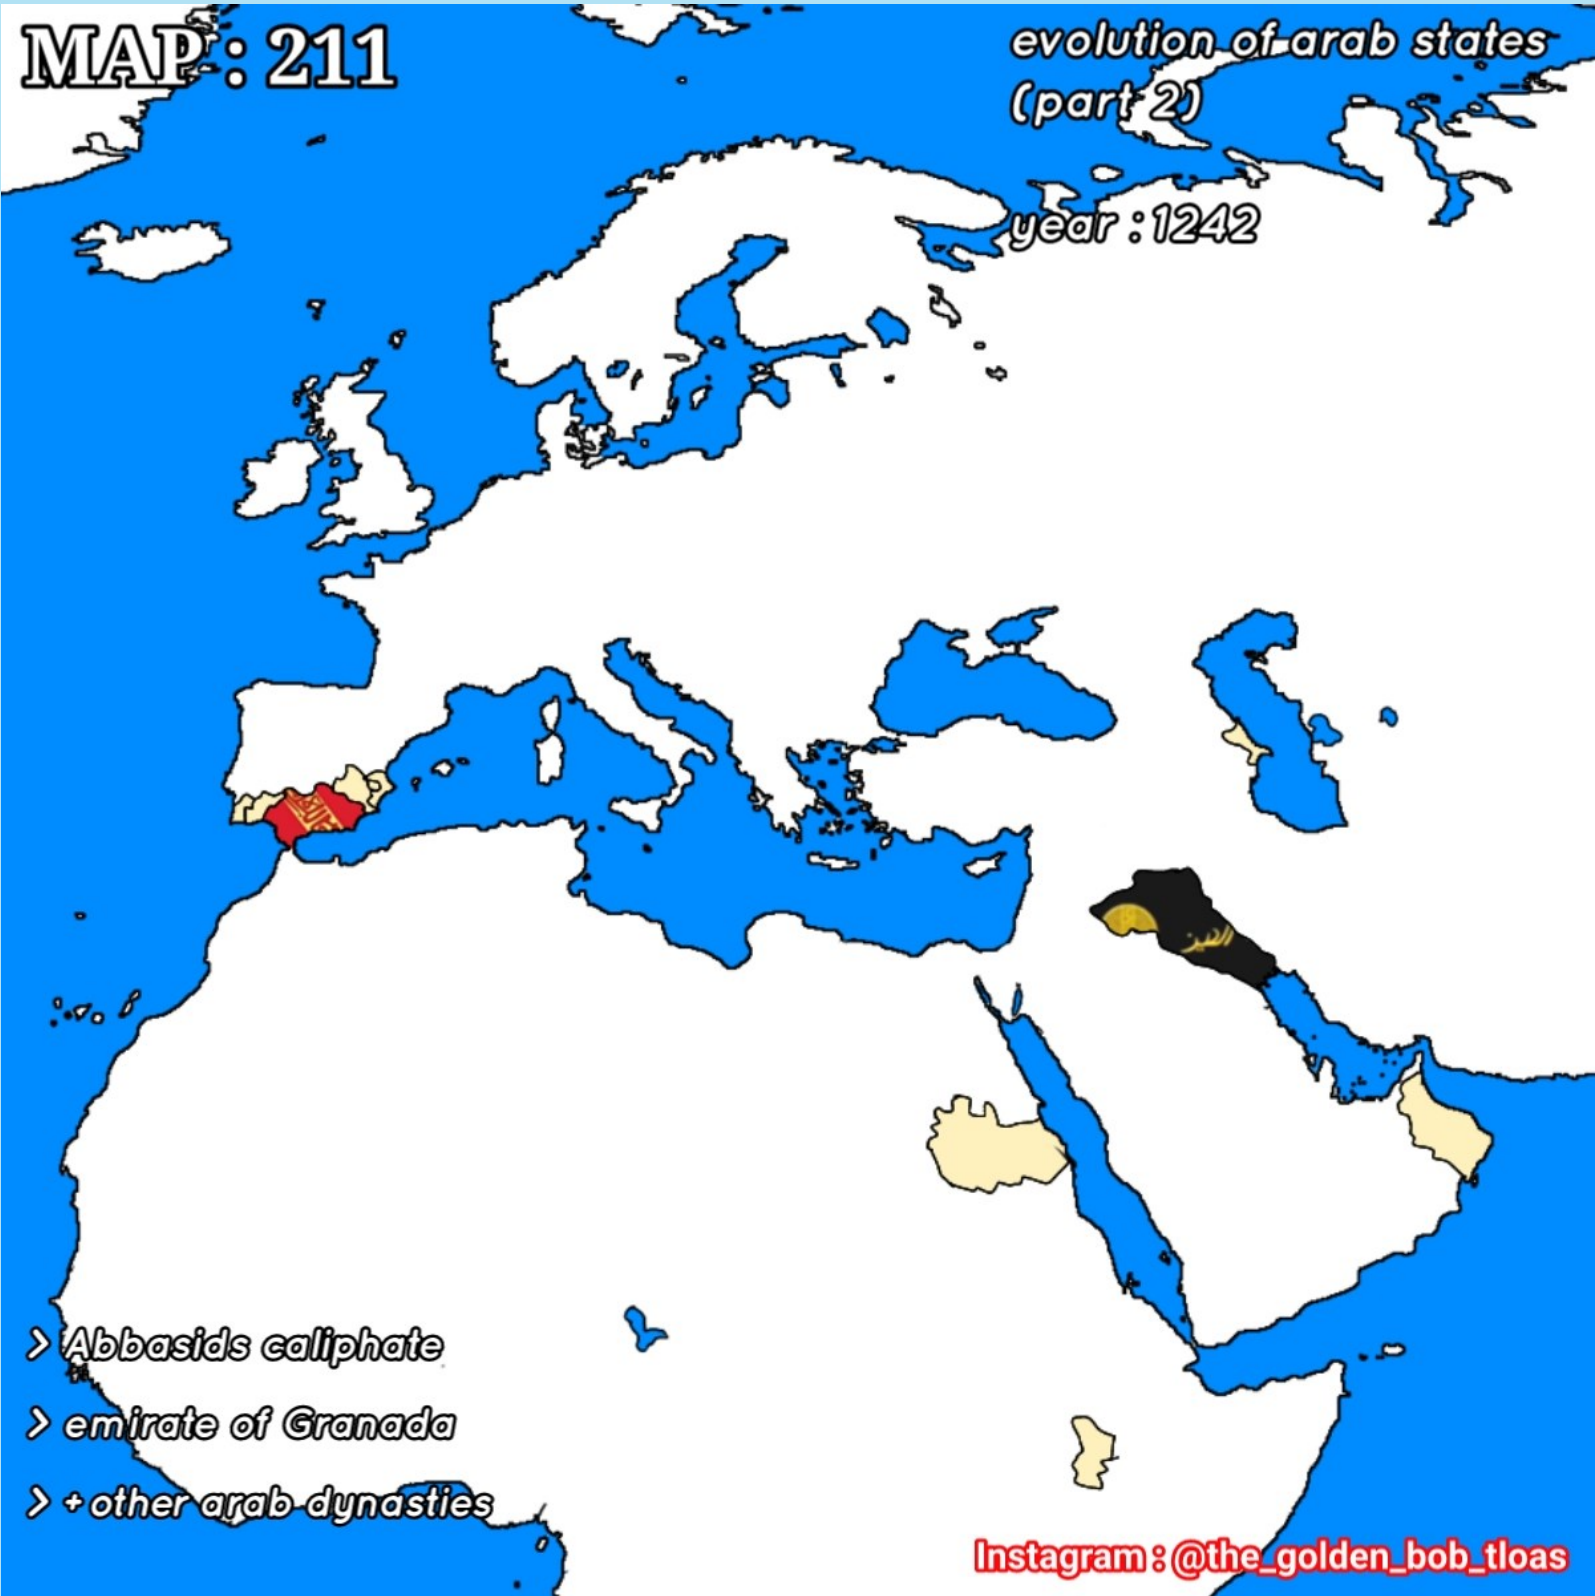 MAP : 211
evolution of arab states
(part 2)
year : 1242
> Abbasids caliphate
> emirate of Granada
> + other arab dynasties
Instagram : @the_golden_bob_tloas